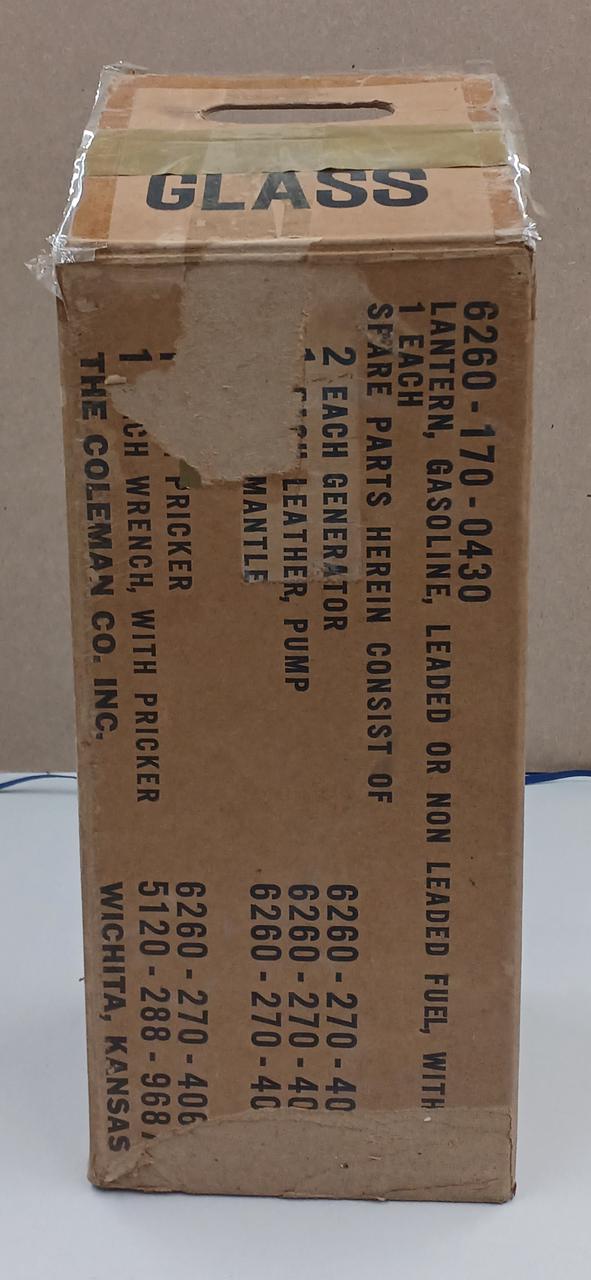 GLASS
6260-170-0430
LANTERN, GASOLINE, LEADED OR NON LEADED FUEL, WITH
1 EACH
SPARE PARTS HEREIN CONSIST OF
2 EACH GENERATOR 6260-270-40
LEATHER, PUMP 6260-270-40
MANTLE 6260-270-40
PRICKER 6260-270-406
1 WRENCH, WITH PRICKER 5120-288-968
THE COLEMAN CO. INC. WICHITA, KANSAS